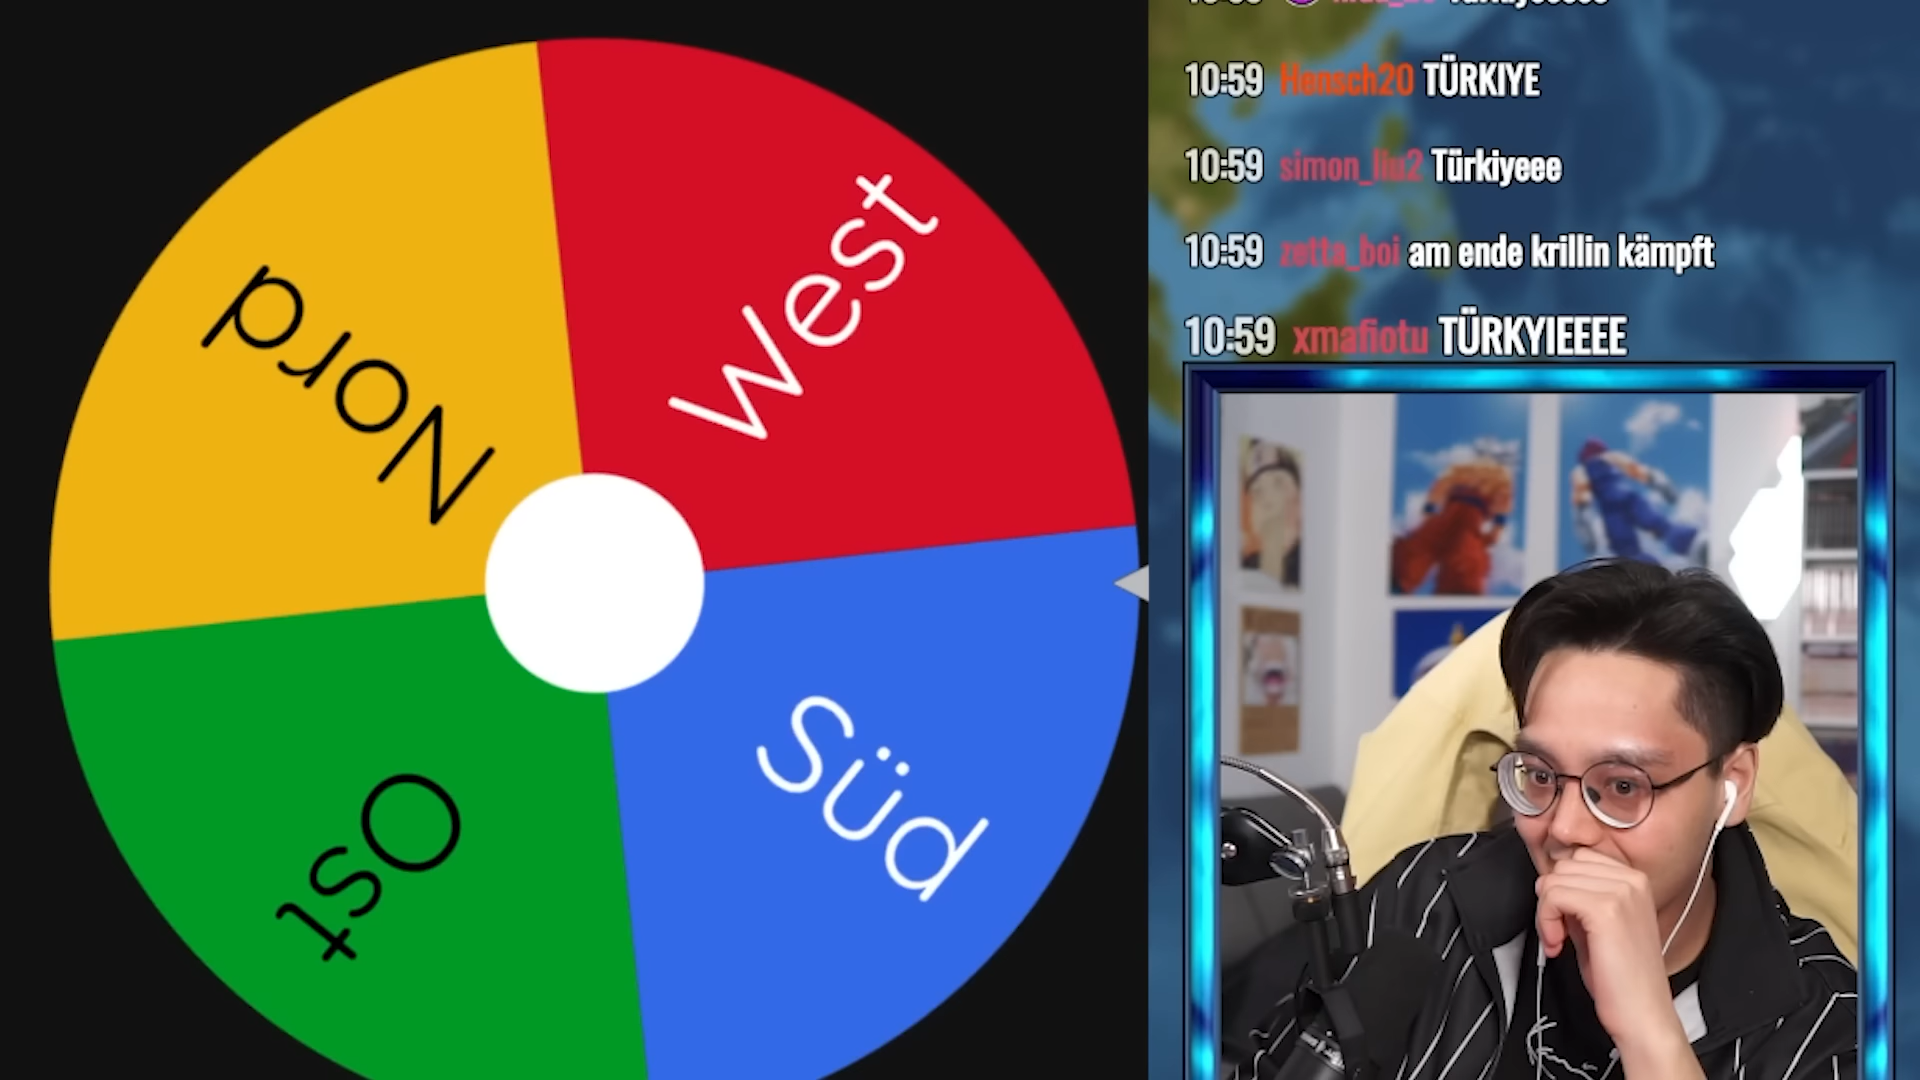 West
Nord
Süd
Ost
10:59 Hensch20 TÜRKIYE
10:59 simon_liu2 Türkiyeee
10:59 zetta_boi am ende krillin kämpft
10:59 xmafiotu TÜRKYIEEEE